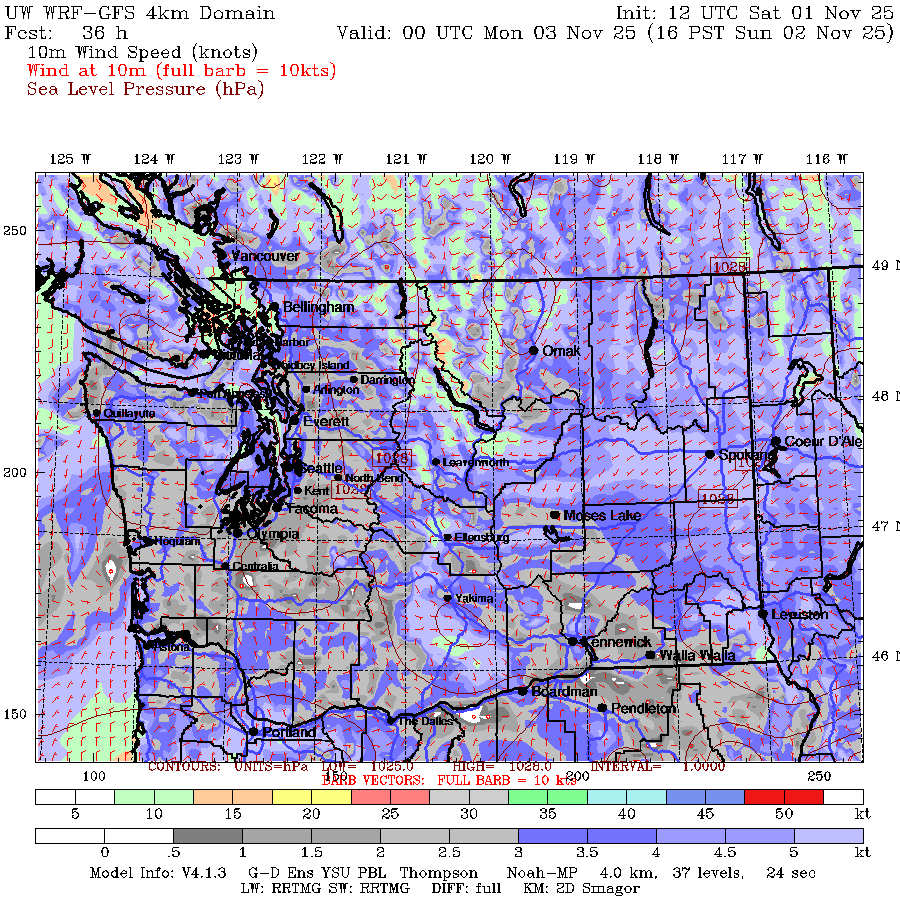 UW WRF-GFS 4km Domain Init: 12 UTC Sat 01 Nov 25
Fcst: 36 h Valid: 00 UTC Mon 03 Nov 25 (16 PST Sun 02 Nov 25)
10m Wind Speed (knots)
Wind at 10m (full barb = 10kts)
Sea Level Pressure (hPa)
125 W 124 W 123 W 122 W 121 W 120 W 119 W 118 W 117 W 116 W
250
Vancouver
1028
49 N
Bellingham
Omak
Whidbey Island
Darrington
Arlington
48 N
Quillayute
Everett
Coeur D'Ale
Spokane
1028
Leavenworth
200
Seattle
North Bend
Kent
1028
1028
Tacoma
Moses Lake
47 N
Olympia
Hoquiam
Ellensburg
Centralia
Yakima
Lewiston
Kennewick
Astoria
Walla Walla
46 N
Boardman
Pendleton
150
The Dalles
Portland
CONTOURS: UNITS=hPa LOW= 1025.0 HIGH= 1028.0 INTERVAL= 1.0000
100 150 200 250
BARB VECTORS: FULL BARB = 10 kts
5 10 15 20 25 30 35 40 45 50 kt
0 .5 1 1.5 2 2.5 3 3.5 4 4.5 5 kt
Model Info: V4.1.3 G-D Ens YSU PBL Thompson Noah-MP 4.0 km, 37 levels, 24 sec
LW: RRTMG SW: RRTMG DIFF: full KM: 2D Smagor